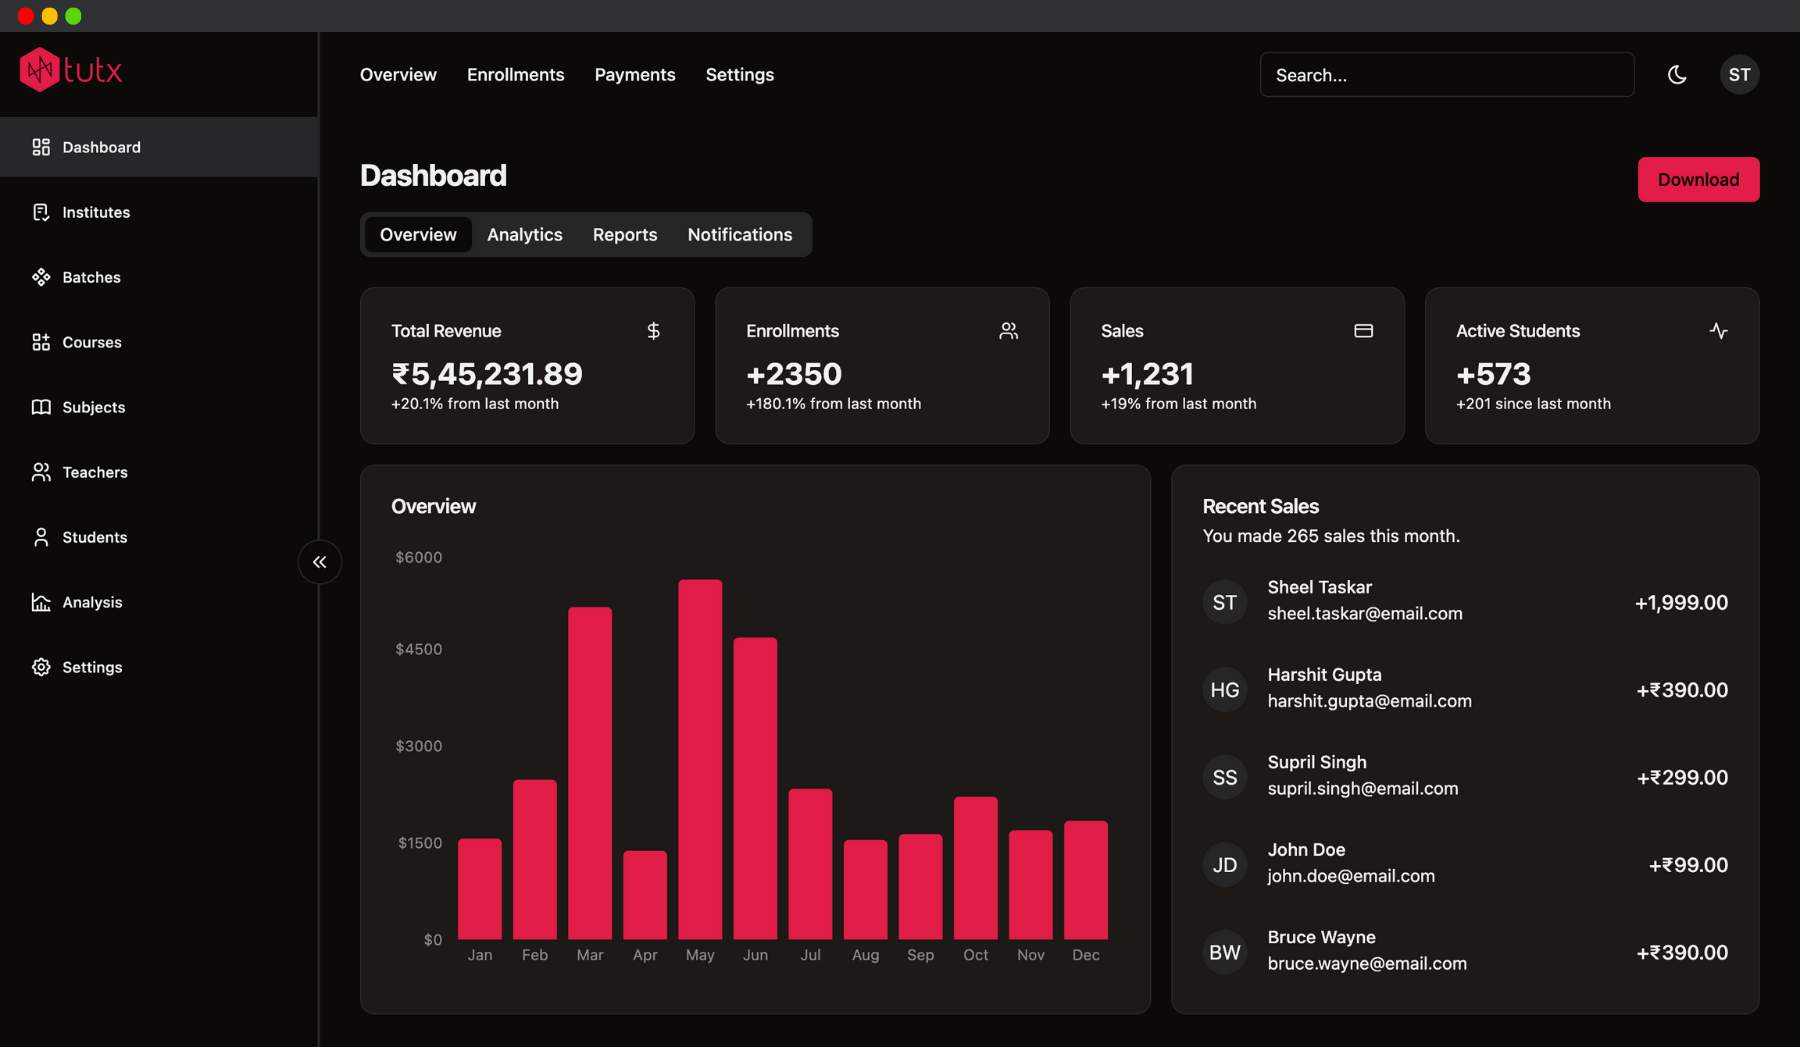 tutx
Overview Enrollments Payments Settings
Search...
ST
Dashboard
Institutes
Batches
Courses
Subjects
Teachers
Students
Analysis
Settings
Dashboard
Download
Overview Analytics Reports Notifications
Total Revenue
₹5,45,231.89
+20.1% from last month
Enrollments
+2350
+180.1% from last month
Sales
+1,231
+19% from last month
Active Students
+573
+201 since last month
Overview
$6000
$4500
$3000
$1500
$0
Jan Feb Mar Apr May Jun Jul Aug Sep Oct Nov Dec
Recent Sales
You made 265 sales this month.
ST
Sheel Taskar
sheel.taskar@email.com
+1,999.00
HG
Harshit Gupta
harshit.gupta@email.com
+₹390.00
SS
Supril Singh
supril.singh@email.com
+₹299.00
JD
John Doe
john.doe@email.com
+₹99.00
BW
Bruce Wayne
bruce.wayne@email.com
+₹390.00